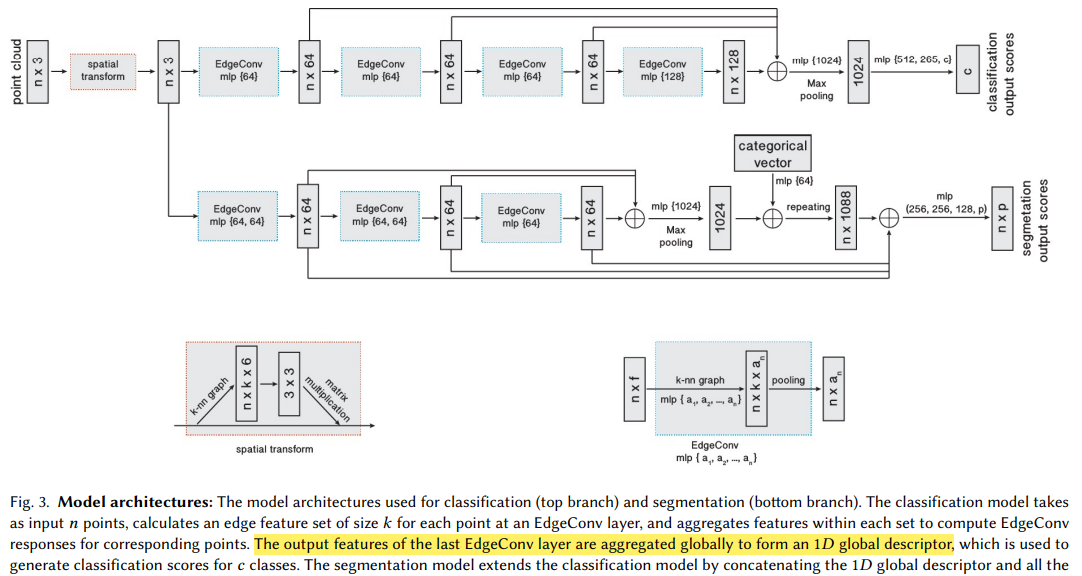 point cloud
n x 3
spatial
transform
n x 3
EdgeConv
mlp {64}
n x 64
EdgeConv
mlp {64}
n x 64
EdgeConv
mlp {64}
n x 64
EdgeConv
mlp {128}
n x 128
mlp {1024}
Max
pooling
1024
mlp {512, 265, c}
c
classification
output scores
EdgeConv
mlp {64, 64}
n x 64
EdgeConv
mlp {64, 64}
n x 64
EdgeConv
mlp {64}
n x 64
mlp {1024}
Max
pooling
1024
categorical
vector
mlp {64}
repeating
n x 1088
mlp
(256, 256, 128, p)
n x p
segmetation
output scores
k-nn graph
n x k x 6
3 x 3
matrix
multiplication
spatial transform
n x f
k-nn graph
mlp { a₁, a₂, ..., aₙ}
n x k x aₙ
pooling
n x aₙ
EdgeConv
mlp { a₁, a₂, ..., aₙ}
Fig. 3. Model architectures: The model architectures used for classification (top branch) and segmentation (bottom branch). The classification model takes
as input n points, calculates an edge feature set of size k for each point at an EdgeConv layer, and aggregates features within each set to compute EdgeConv
responses for corresponding points. The output features of the last EdgeConv layer are aggregated globally to form an 1D global descriptor, which is used to
generate classification scores for c classes. The segmentation model extends the classification model by concatenating the 1D global descriptor and all the